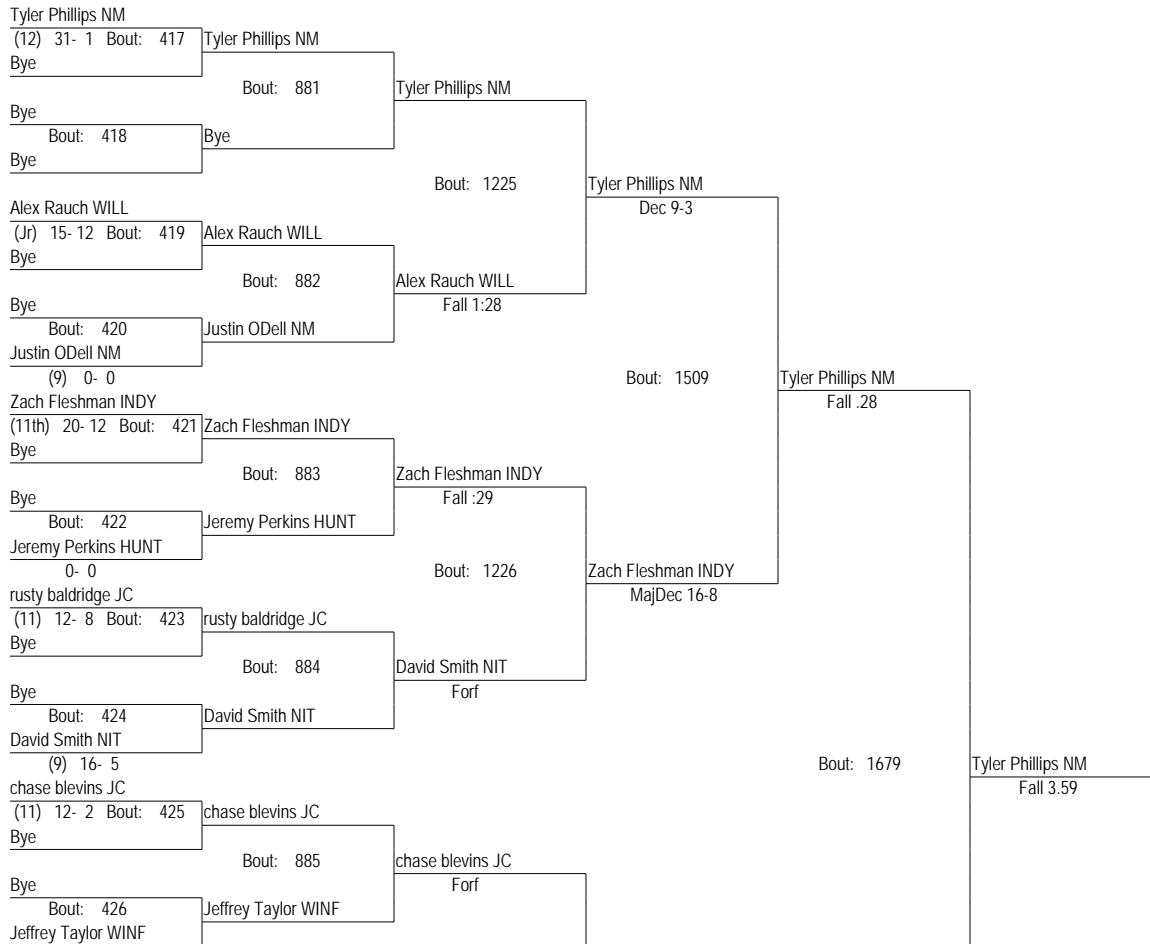 Tyler Phillips NM
(12) 31- 1 Bout: 417 Tyler Phillips NM
Bye
Bout: 881 Tyler Phillips NM
Bye
Bout: 418 Bye
Bye
Bout: 1225 Tyler Phillips NM
Dec 9-3
Alex Rauch WILL
(Jr) 15- 12 Bout: 419 Alex Rauch WILL
Bye
Bout: 882 Alex Rauch WILL
Fall 1:28
Bye
Bout: 420 Justin ODell NM
Justin ODell NM
(9) 0- 0
Bout: 1509 Tyler Phillips NM
Fall .28
Zach Fleshman INDY
(11th) 20- 12 Bout: 421 Zach Fleshman INDY
Bye
Bout: 883 Zach Fleshman INDY
Fall :29
Bye
Bout: 422 Jeremy Perkins HUNT
Jeremy Perkins HUNT
0- 0
Bout: 1226 Zach Fleshman INDY
MajDec 16-8
rusty baldridge JC
(11) 12- 8 Bout: 423 rusty baldridge JC
Bye
Bout: 884 David Smith NIT
Forf
Bye
Bout: 424 David Smith NIT
David Smith NIT
(9) 16- 5
Bout: 1679 Tyler Phillips NM
Fall 3.59
chase blevins JC
(11) 12- 2 Bout: 425 chase blevins JC
Bye
Bout: 885 chase blevins JC
Forf
Bye
Bout: 426 Jeffrey Taylor WINF
Jeffrey Taylor WINF